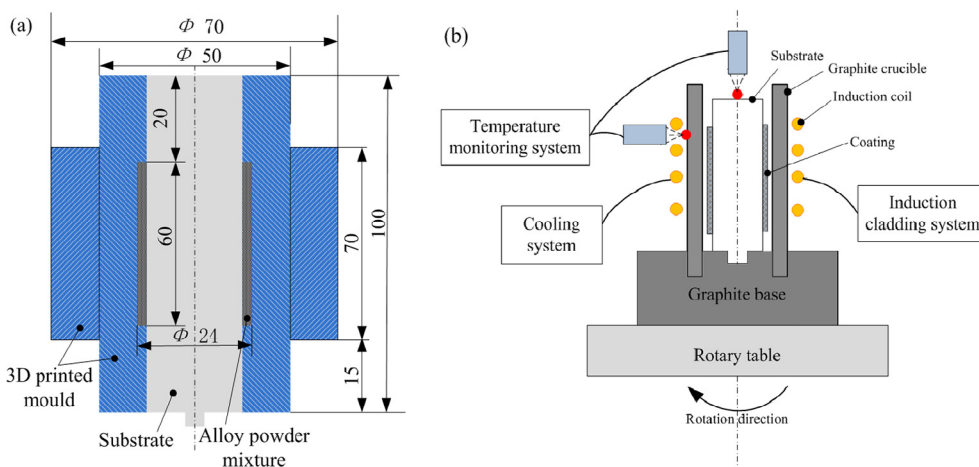 (a)
Φ 70
Φ 50
20
60
70
100
15
Φ 24
3D printed
mould
Substrate
Alloy powder
mixture
(b)
Substrate
Graphite crucible
Induction coil
Temperature
monitoring system
Coating
Cooling
system
Induction
cladding system
Graphite base
Rotary table
Rotation direction